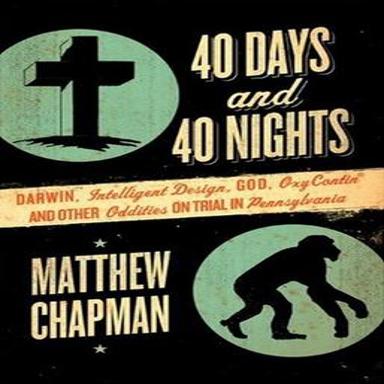 40 DAYS
and
40 NIGHTS
DARWIN, Intelligent Design, GOD, OxyContin®
AND OTHER Oddities ON TRIAL IN Pennsylvania
MATTHEW
CHAPMAN